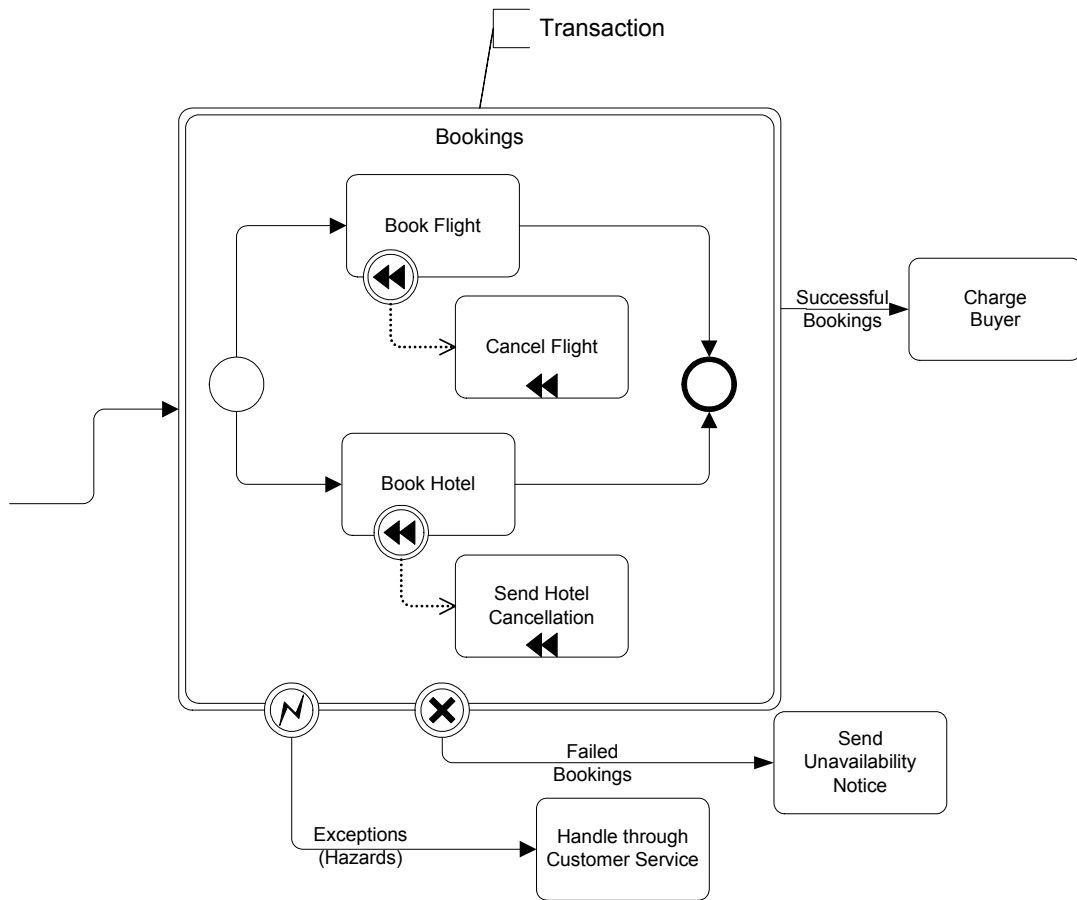 Transaction
Bookings
Book Flight
Cancel Flight
Successful
Bookings
Charge
Buyer
Book Hotel
Send Hotel
Cancellation
Failed
Bookings
Send
Unavailability
Notice
Exceptions
(Hazards)
Handle through
Customer Service